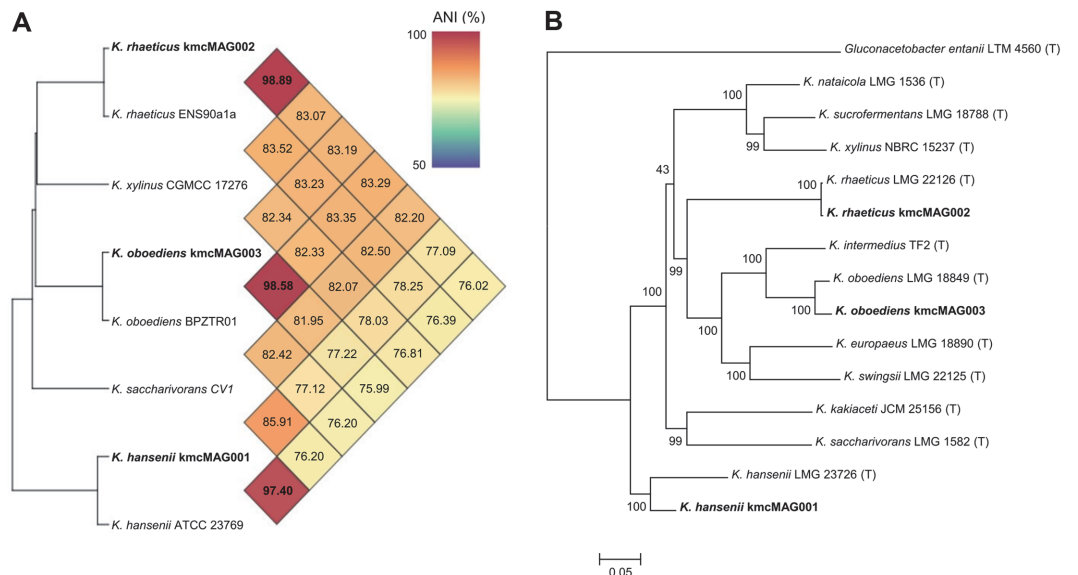 A
ANI (%)
100
50
K. rhaeticus kmcMAG002
K. rhaeticus ENS90a1a
K. xylinus CGMCC 17276
K. oboediens kmcMAG003
K. oboediens BPZTR01
K. saccharivorans CV1
K. hansenii kmcMAG001
K. hansenii ATCC 23769
98.89
83.07
83.52 83.19
83.23 83.29
82.34 83.35 82.20
82.33 82.50 77.09
98.58 82.07 78.25 76.02
81.95 78.03 76.39
82.42 77.22 76.81
77.12 75.99
85.91 76.20
76.20
97.40
B
Gluconacetobacter entanii LTM 4560 (T)
K. nataicola LMG 1536 (T)
100
K. sucrofermentans LMG 18788 (T)
99
K. xylinus NBRC 15237 (T)
43
K. rhaeticus LMG 22126 (T)
100
K. rhaeticus kmcMAG002
K. intermedius TF2 (T)
100
99
K. oboediens LMG 18849 (T)
100
100
K. oboediens kmcMAG003
100
K. europaeus LMG 18890 (T)
100
K. swingsii LMG 22125 (T)
K. kakiaceti JCM 25156 (T)
99
K. saccharivorans LMG 1582 (T)
K. hansenii LMG 23726 (T)
100
K. hansenii kmcMAG001
0.05